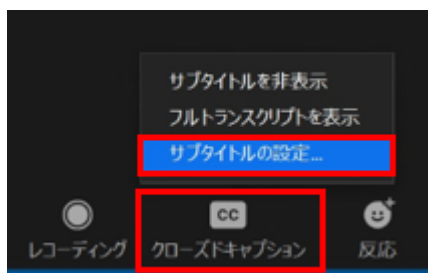 サブタイトルを非表示
フルトランスクリプトを表示
サブタイトルの設定...
CC
レコーディング
クローズドキャプション
反応